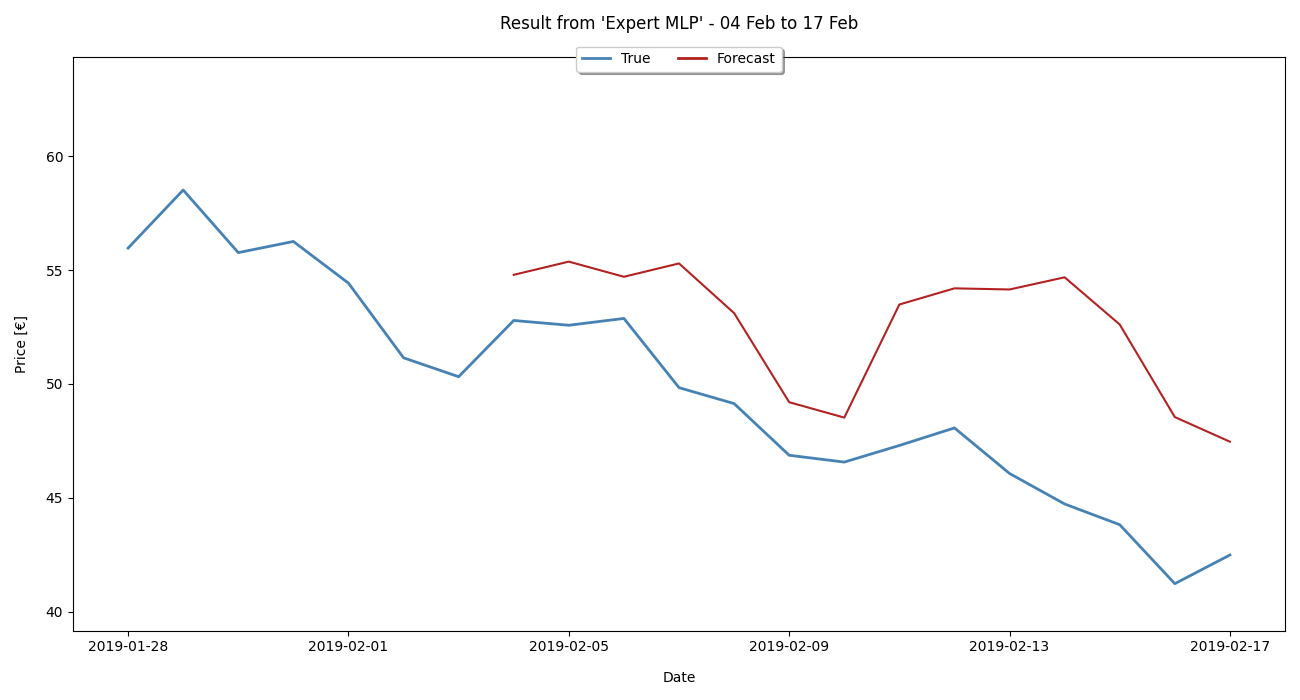 Result from 'Expert MLP' - 04 Feb to 17 Feb
True Forecast
60
55
50
45
40
Price [€]
2019-01-28 2019-02-01 2019-02-05 2019-02-09 2019-02-13 2019-02-17
Date